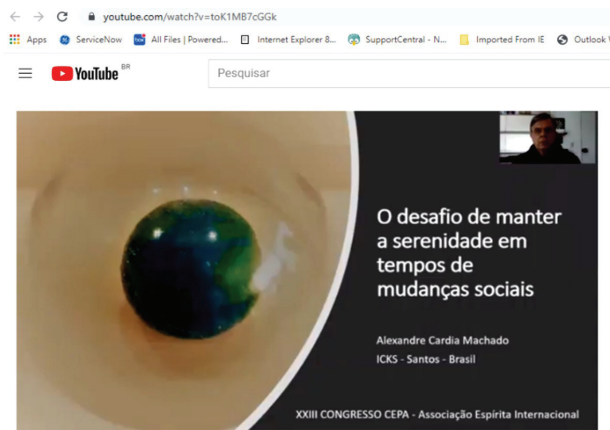 youtube.com/watch?v=toK1MB7cGGk
Apps ServiceNow All Files | Powered... Internet Explorer 8... SupportCentral - N... Imported From IE Outlook
YouTube BR
Pesquisar
O desafio de manter
a serenidade em
tempos de
mudanças sociais
Alexandre Cardia Machado
ICKS - Santos - Brasil
XXIII CONGRESSO CEPA - Associação Espírita Internacional